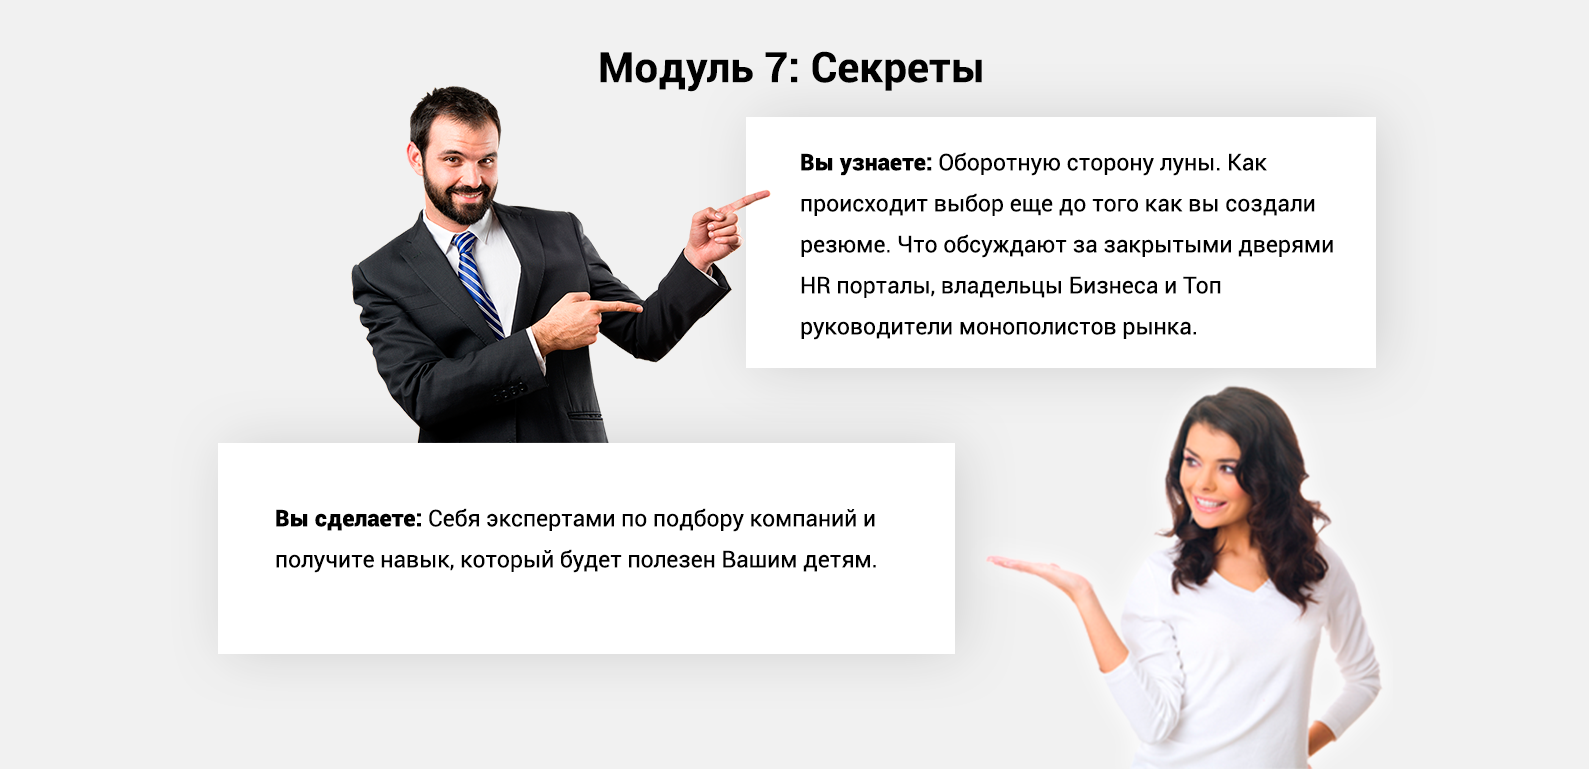 Модуль 7: Секреты
Вы узнаете: Оборотную сторону луны. Как
происходит выбор еще до того как вы создали
резюме. Что обсуждают за закрытыми дверями
HR порталы, владельцы Бизнеса и Топ
руководители монополистов рынка.
Вы сделаете: Себя экспертами по подбору компаний и
получите навык, который будет полезен Вашим детям.